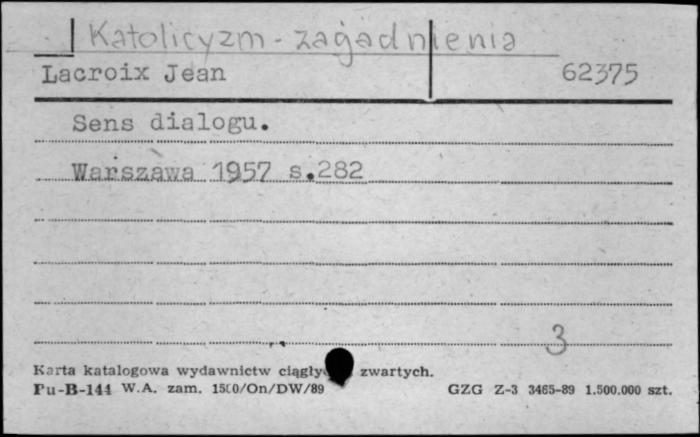 Katolicyzm - zagadnienia
Lacroix Jean 62375
Sens dialogu.
Warszawa 1957 s.282
3
Karta katalogowa wydawnictw zwartych.
Pu-B-144 W.A. zam. 1500/On/DW/89 GZG Z-3 3465-89 1.500.000 szt.